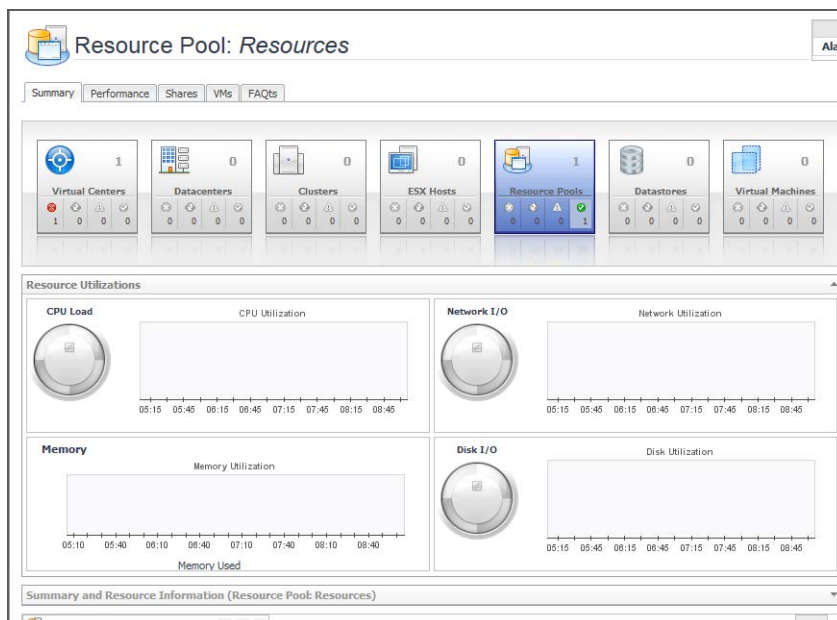 Resource Pool: Resources
Ala
Summary Performance Shares VMs FAQts
1 0 0 0 1 0 0
Virtual Centers Datacenters Clusters ESX Hosts Resource Pools Datastores Virtual Machines
1 0 0 0 0 0 0 0 0 0 0 0 0 0 0 0 0 0 0 1 0 0 0 0 0 0 0 0
Resource Utilizations
CPU Load CPU Utilization Network I/O Network Utilization
05:15 05:45 06:15 06:45 07:15 07:45 08:15 08:45 05:15 05:45 06:15 06:45 07:15 07:45 08:15 08:45
Memory Disk I/O Disk Utilization
Memory Utilization
05:10 05:40 06:10 06:40 07:10 07:40 08:10 08:40 05:15 05:45 06:15 06:45 07:15 07:45 08:15 08:45
Memory Used
Summary and Resource Information (Resource Pool: Resources)